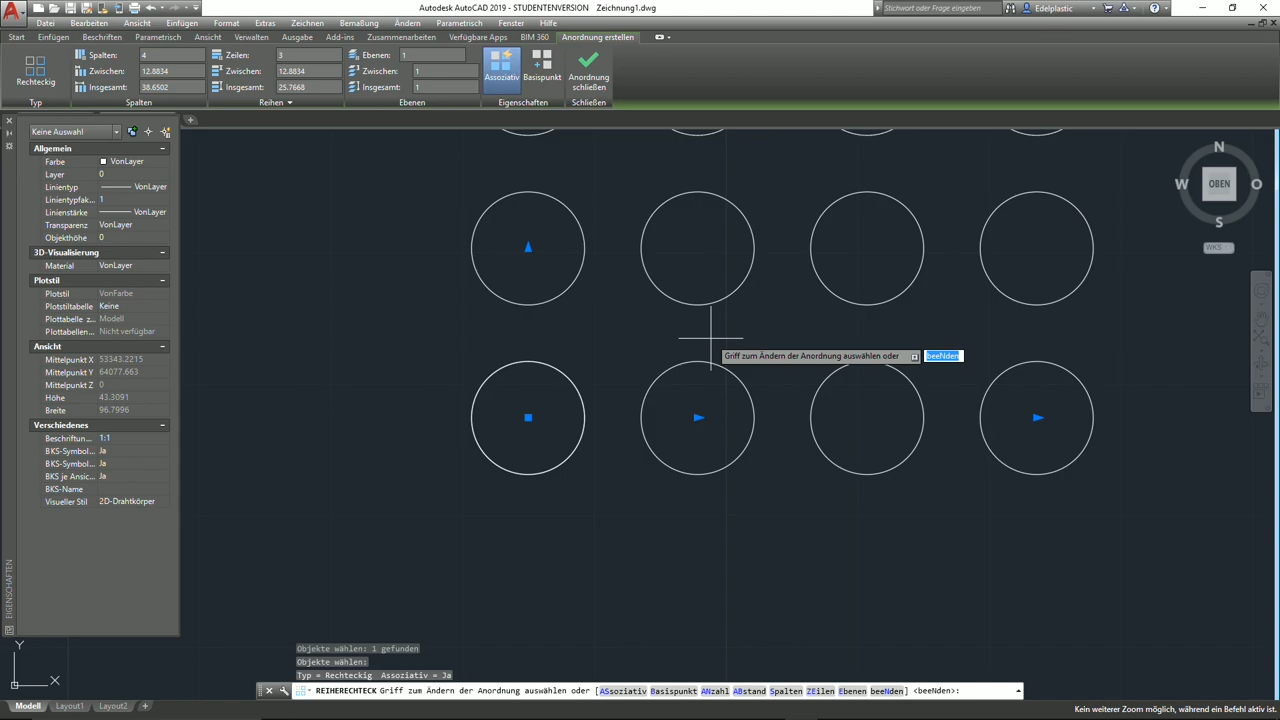 Autodesk AutoCAD 2019 - STUDENTENVERSION Zeichnung1.dwg
Stichwort oder Frage eingeben
Edelplastic
Datei Bearbeiten Ansicht Einfügen Format Extras Zeichnen Bemaßung Ändern Parametrisch Fenster Hilfe
Start Einfügen Beschriften Parametrisch Ansicht Verwalten Ausgabe Add-ins Zusammenarbeiten Verfügbare Apps BIM 360 Anordnung erstellen
Spalten: 4 Zeilen: 3 Ebenen: 1
Zwischen: 12.8834 Zwischen: 12.8834 Zwischen: 1
Insgesamt: 38.6502 Insgesamt: 25.7668 Insgesamt: 1
Rechteckig
Assoziativ Basispunkt Anordnung schließen
Typ Spalten Reihen Ebenen Eigenschaften Schließen
Keine Auswahl
Allgemein
Farbe VonLayer
Layer 0
Linientyp VonLayer
Linientypfak... 1
Linienstärke VonLayer
Transparenz VonLayer
Objekthöhe 0
3D-Visualisierung
Material VonLayer
Plotstil
Plotstil VonFarbe
Plotstiltabelle Keine
Plottabelle z... Modell
Plottabellen... Nicht verfügbar
Ansicht
Mittelpunkt X 53343.2215
Mittelpunkt Y 64077.663
Mittelpunkt Z 0
Höhe 43.3091
Breite 96.7996
Verschiedenes
Beschriftun... 1:1
BKS-Symbol... Ja
BKS-Symbol... Ja
BKS je Ansic... Ja
BKS-Name
Visueller Stil 2D-Drahtkörper
EIGENSCHAFTEN
N
W OBEN O
S
WKS
Griff zum Ändern der Anordnung auswählen oder beeNden
Y
X
Objekte wählen: 1 gefunden
Objekte wählen:
Typ = Rechteckig Assoziativ = Ja
REIHERECHTECK Griff zum Ändern der Anordnung auswählen oder [ASsoziativ Basispunkt ANzahl ABstand Spalten ZEilen Ebenen beeNden] <beeNden>:
Modell Layout1 Layout2 +
Kein weiterer Zoom möglich, während ein Befehl aktiv ist.